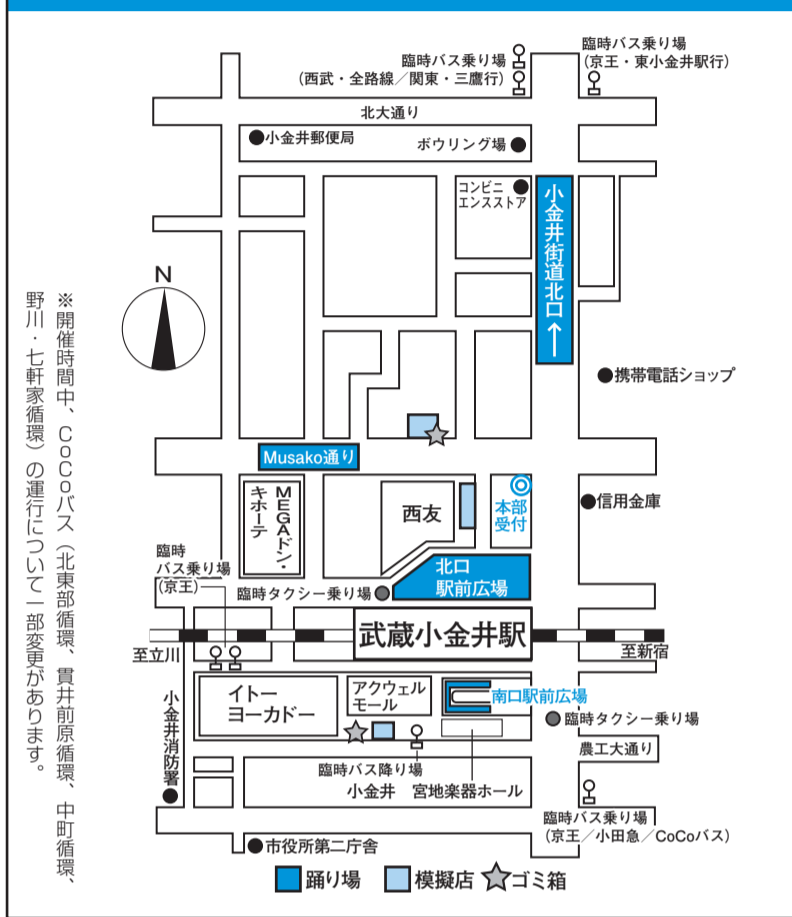 臨時バス乗り場
(西武・全路線／関東・三鷹行)
臨時バス乗り場
(京王・東小金井駅行)
北大通り
小金井郵便局
ボウリング場
コンビニ
エンスストア
小金井街道北口
↑
N
携帯電話ショップ
Musako通り
MEGAドン・
キホーテ
西友
本部
受付
信用金庫
臨時
バス乗り場
(京王)
臨時タクシー乗り場
北口
駅前広場
武蔵小金井駅
至立川
至新宿
イトー
ヨーカドー
アクウェル
モール
南口駅前広場
臨時タクシー乗り場
小金井消防署
農工大通り
臨時バス降り場
小金井 宮地楽器ホール
臨時バス乗り場
(京王／小田急／CoCoバス)
市役所第二庁舎
踊り場
模擬店
ゴミ箱
※開催時間中、CoCoバス（北東部循環、貫井前原循環、中町循環、
野川・七軒家循環）の運行について一部変更があります。